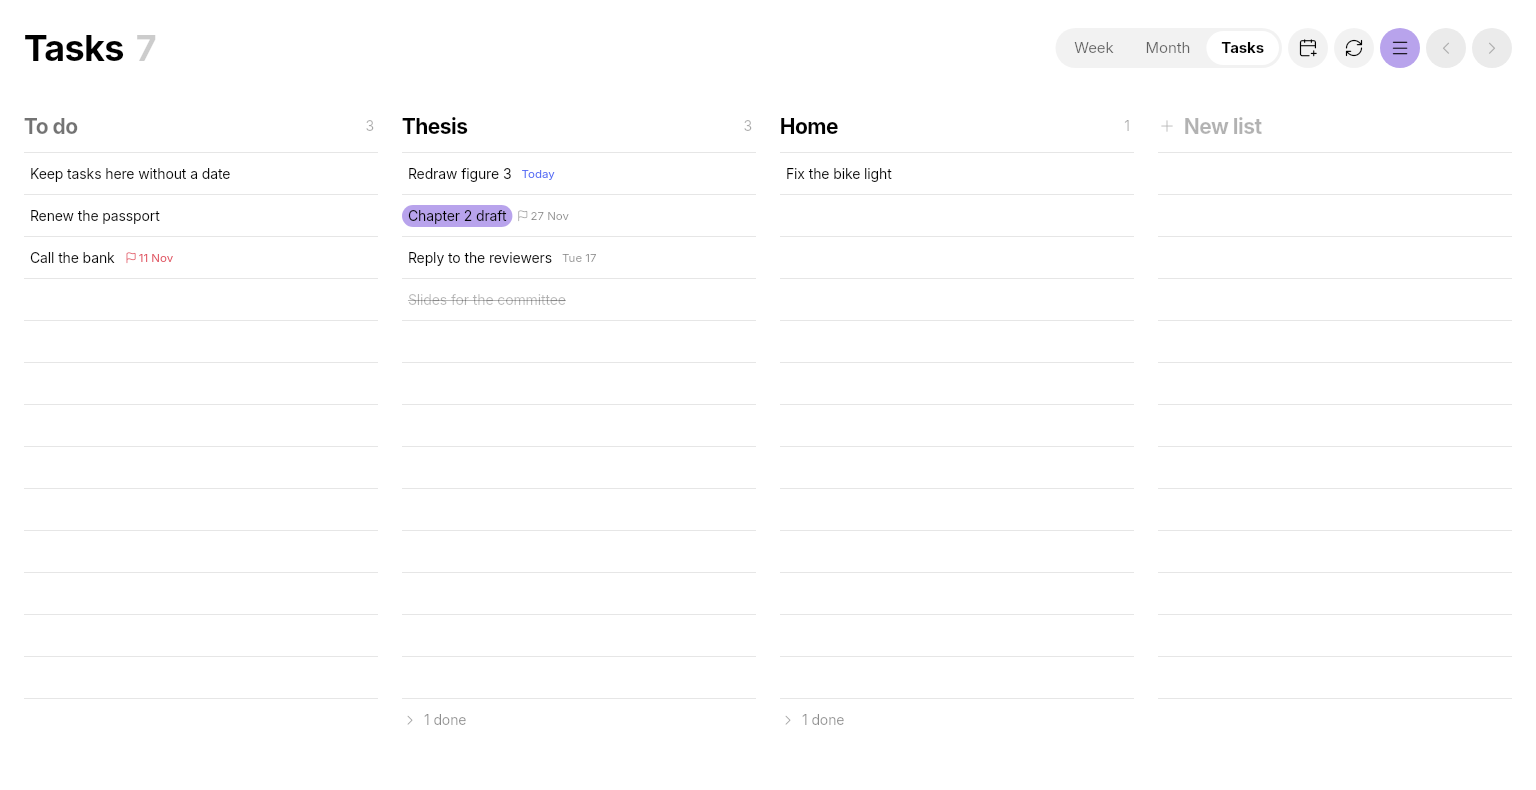 Tasks 7
Week Month Tasks
To do 3
Keep tasks here without a date
Renew the passport
Call the bank 11 Nov
Thesis 3
Redraw figure 3 Today
Chapter 2 draft 27 Nov
Reply to the reviewers Tue 17
Slides for the committee
1 done
Home 1
Fix the bike light
1 done
+ New list